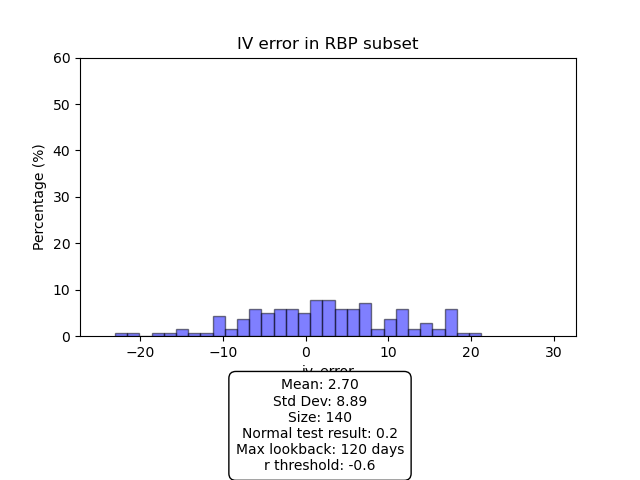 IV error in RBP subset
60
50
40
30
20
10
0
Percentage (%)
−20
−10
0
10
20
30
iv_error
Mean: 2.70
Std Dev: 8.89
Size: 140
Normal test result: 0.2
Max lookback: 120 days
r threshold: -0.6